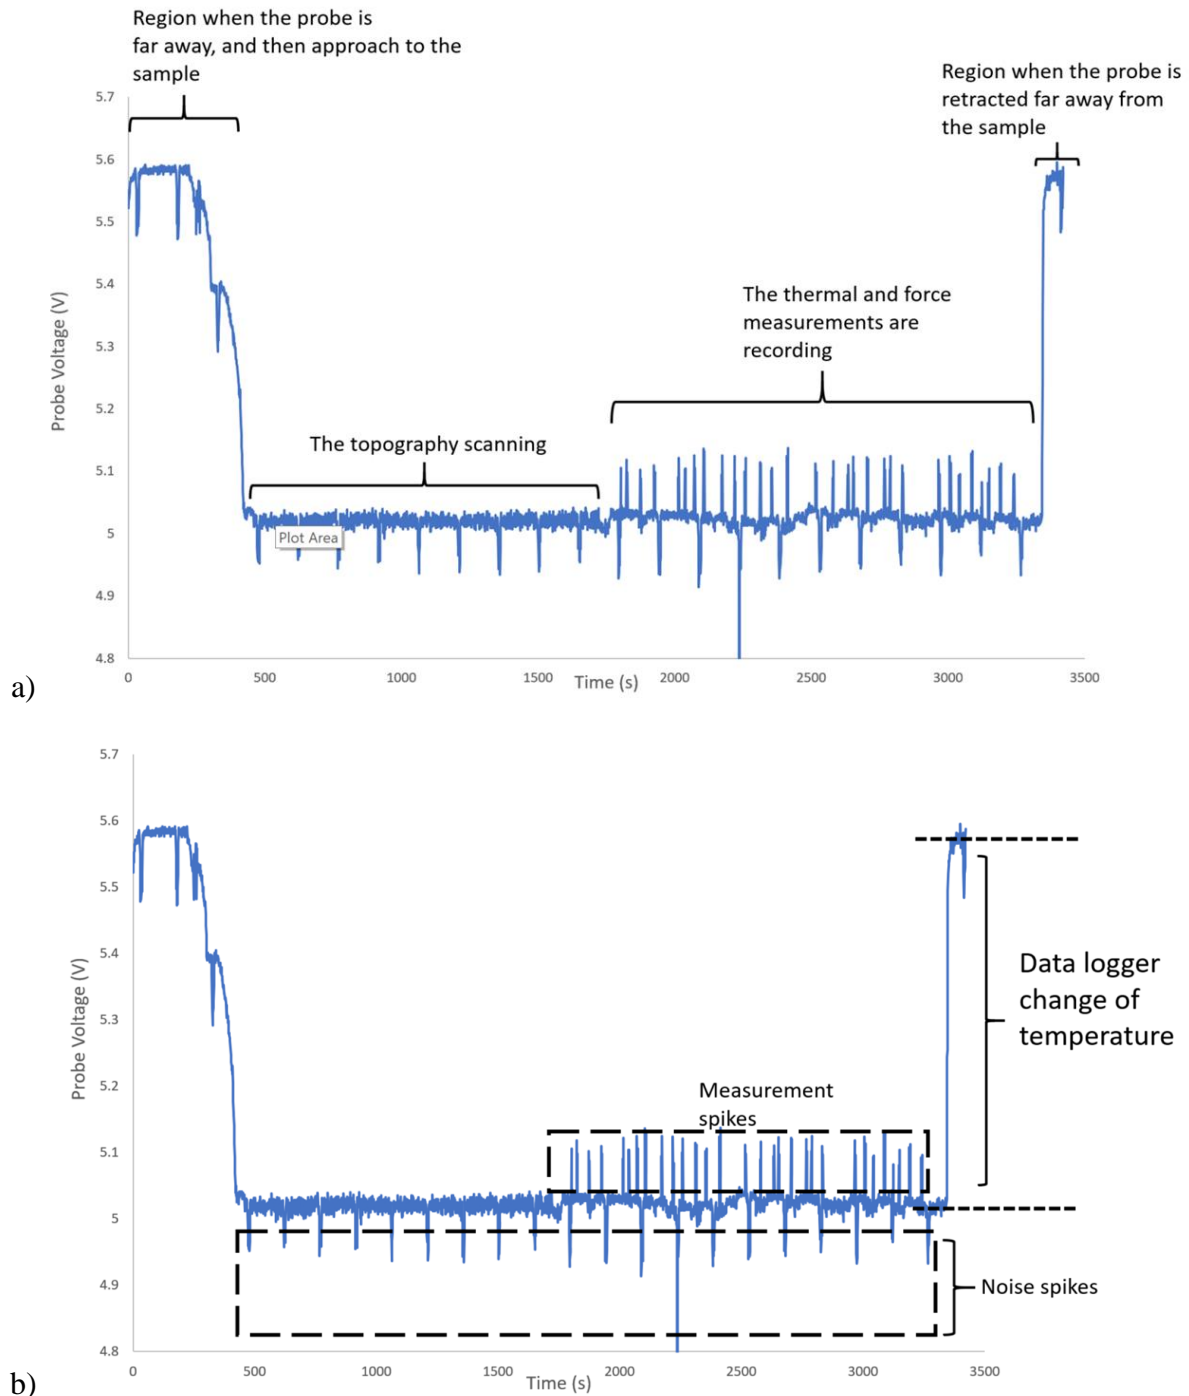 Region when the probe is
far away, and then approach to the
sample
Region when the probe is
retracted far away from
the sample
5.7
5.6
5.5
5.4
5.3
5.2
5.1
5
4.9
4.8
Probe Voltage (V)
The thermal and force
measurements are
recording
The topography scanning
Plot Area
0 500 1000 1500 2000 2500 3000 3500
Time (s)
a)
5.7
5.6
5.5
5.4
5.3
5.2
5.1
5
4.9
4.8
Probe Voltage (V)
Data logger
change of
temperature
Measurement
spikes
Noise spikes
0 500 1000 1500 2000 2500 3000 3500
Time (s)
b)